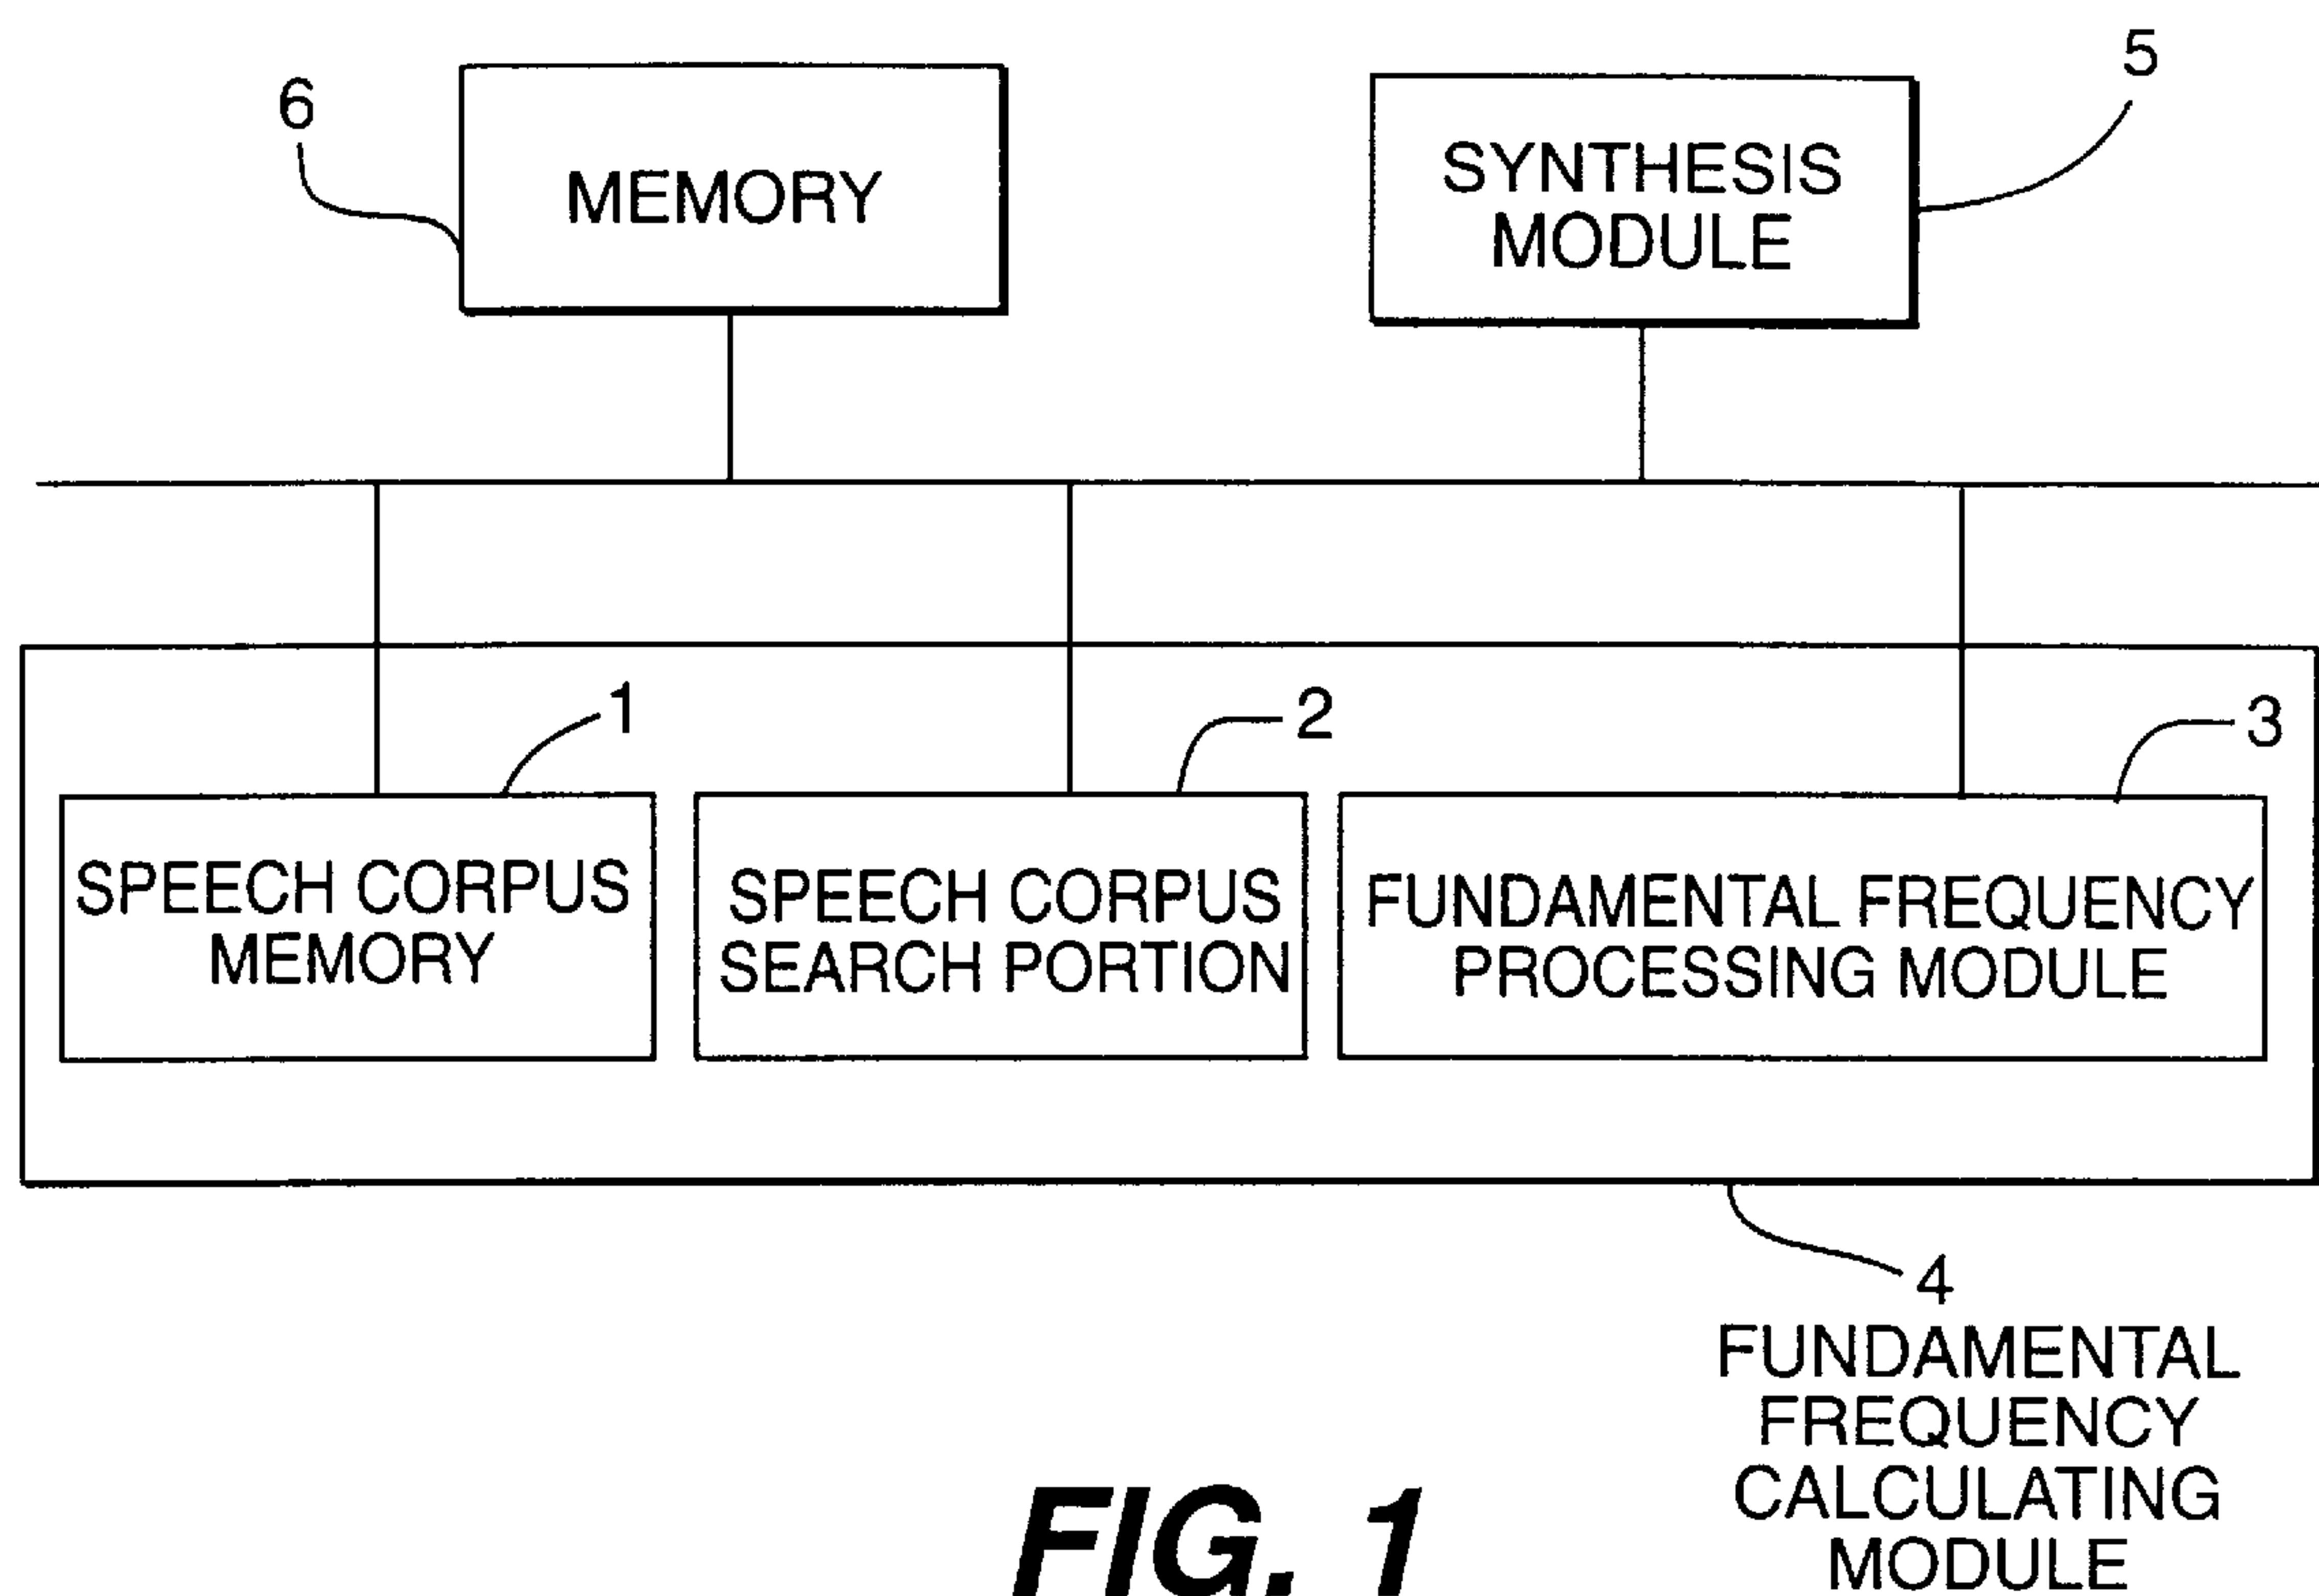 6
MEMORY
5
SYNTHESIS
MODULE
1
SPEECH CORPUS
MEMORY
2
SPEECH CORPUS
SEARCH PORTION
3
FUNDAMENTAL FREQUENCY
PROCESSING MODULE
4
FUNDAMENTAL
FREQUENCY
CALCULATING
MODULE
FIG. 1